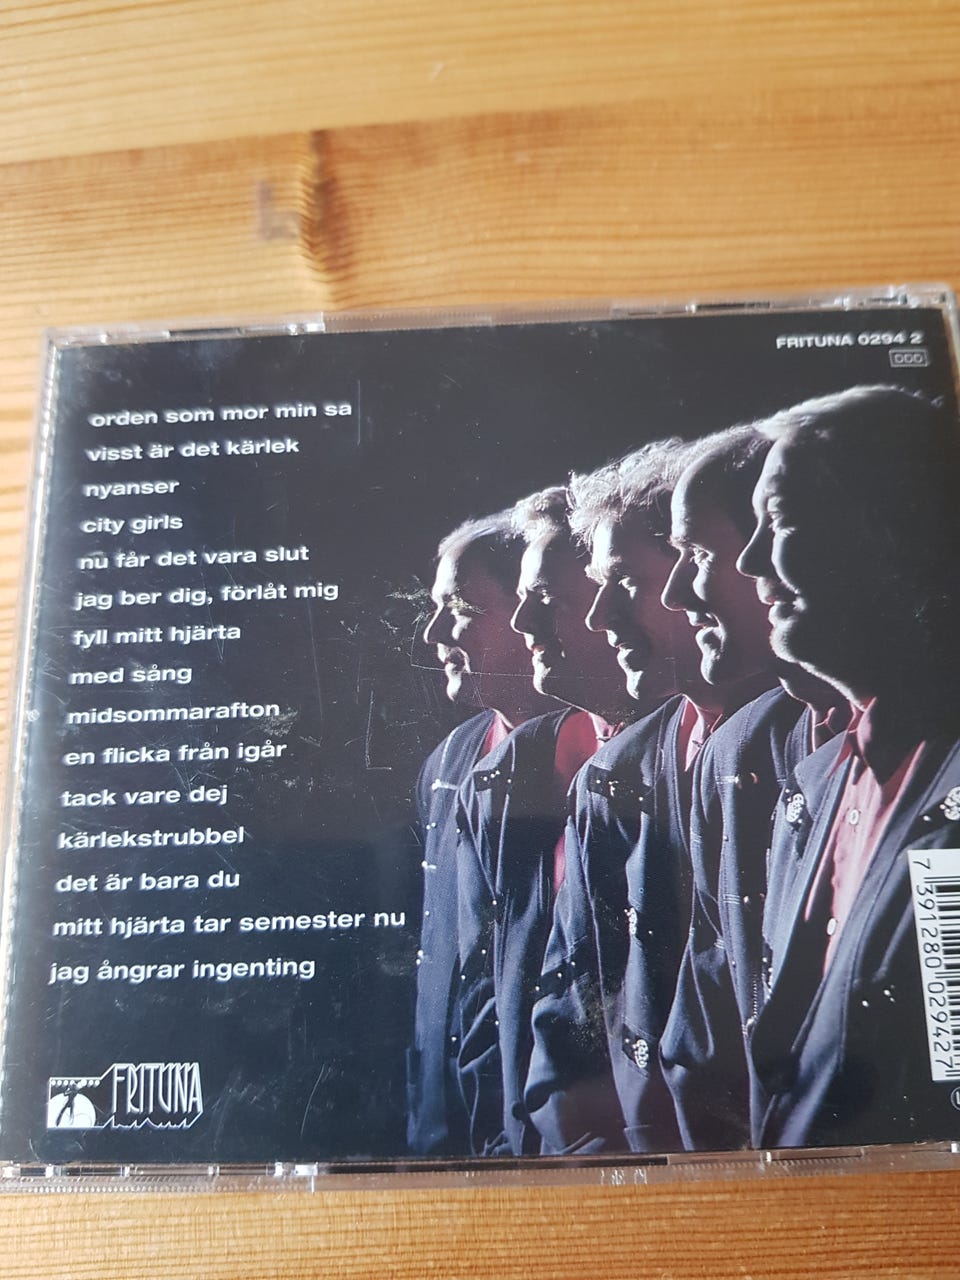 FRITUNA 0294 2
DDD
orden som mor min sa
visst är det kärlek
nyanser
city girls
nu får det vara slut
jag ber dig, förlåt mig
fyll mitt hjärta
med sång
midsommarafton
en flicka från igår
tack vare dej
kärlekstrubbel
det är bara du
mitt hjärta tar semester nu
jag ångrar ingenting
7 391280 029427
FRITUNA